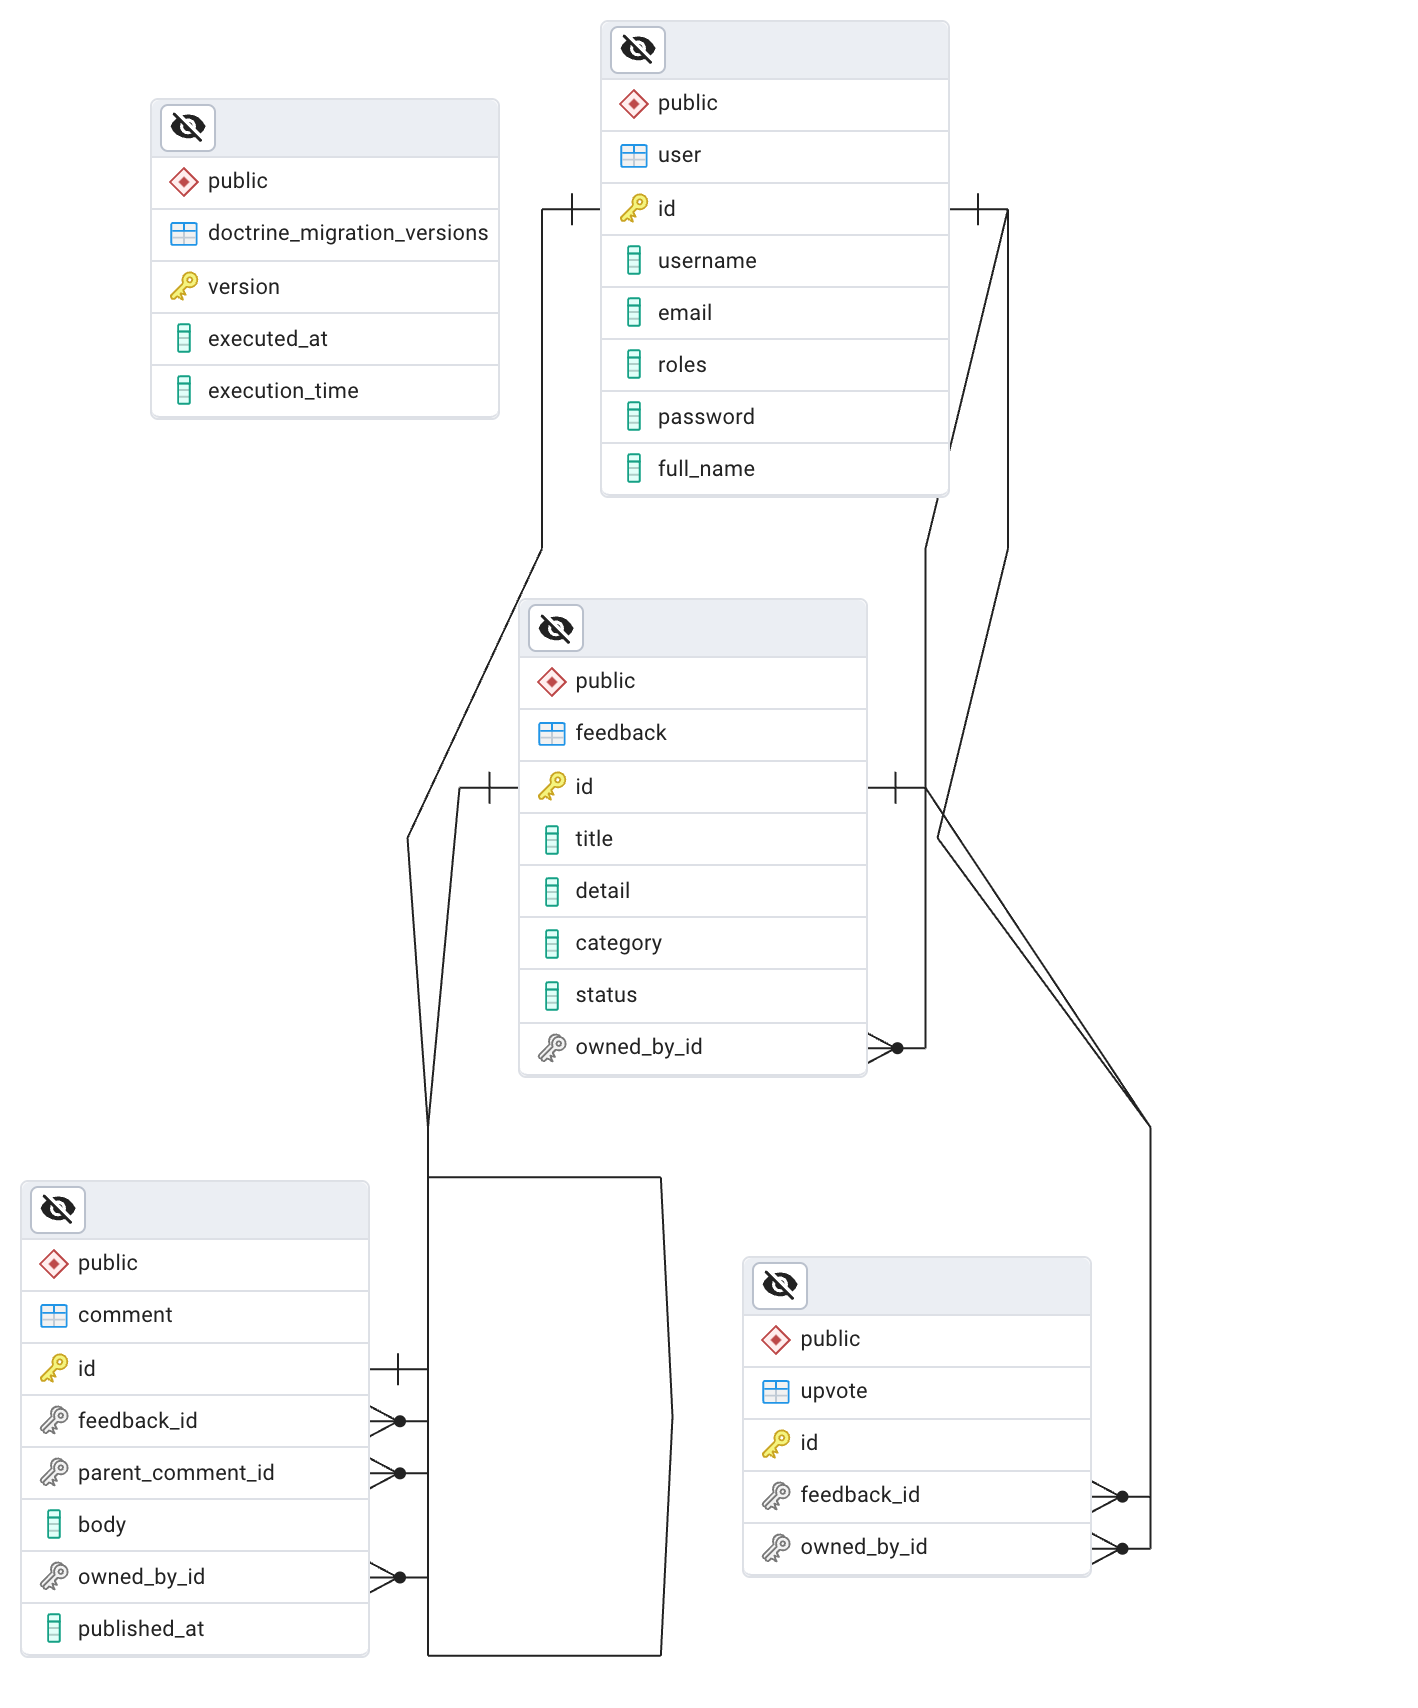 public
doctrine_migration_versions
version
executed_at
execution_time
public
user
id
username
email
roles
password
full_name
public
feedback
id
title
detail
category
status
owned_by_id
public
comment
id
feedback_id
parent_comment_id
body
owned_by_id
published_at
public
upvote
id
feedback_id
owned_by_id